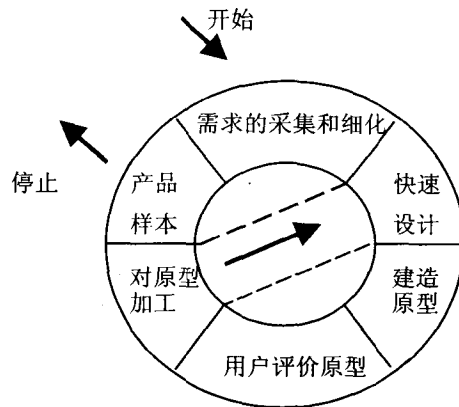 开始
需求的采集和细化
停止
产品
样本
快速
设计
对原型
加工
建造
原型
用户评价原型